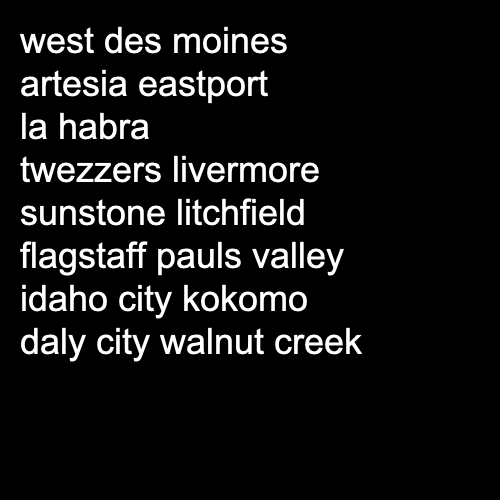 west des moines
artesia eastport
la habra
twezzers livermore
sunstone litchfield
flagstaff pauls valley
idaho city kokomo
daly city walnut creek